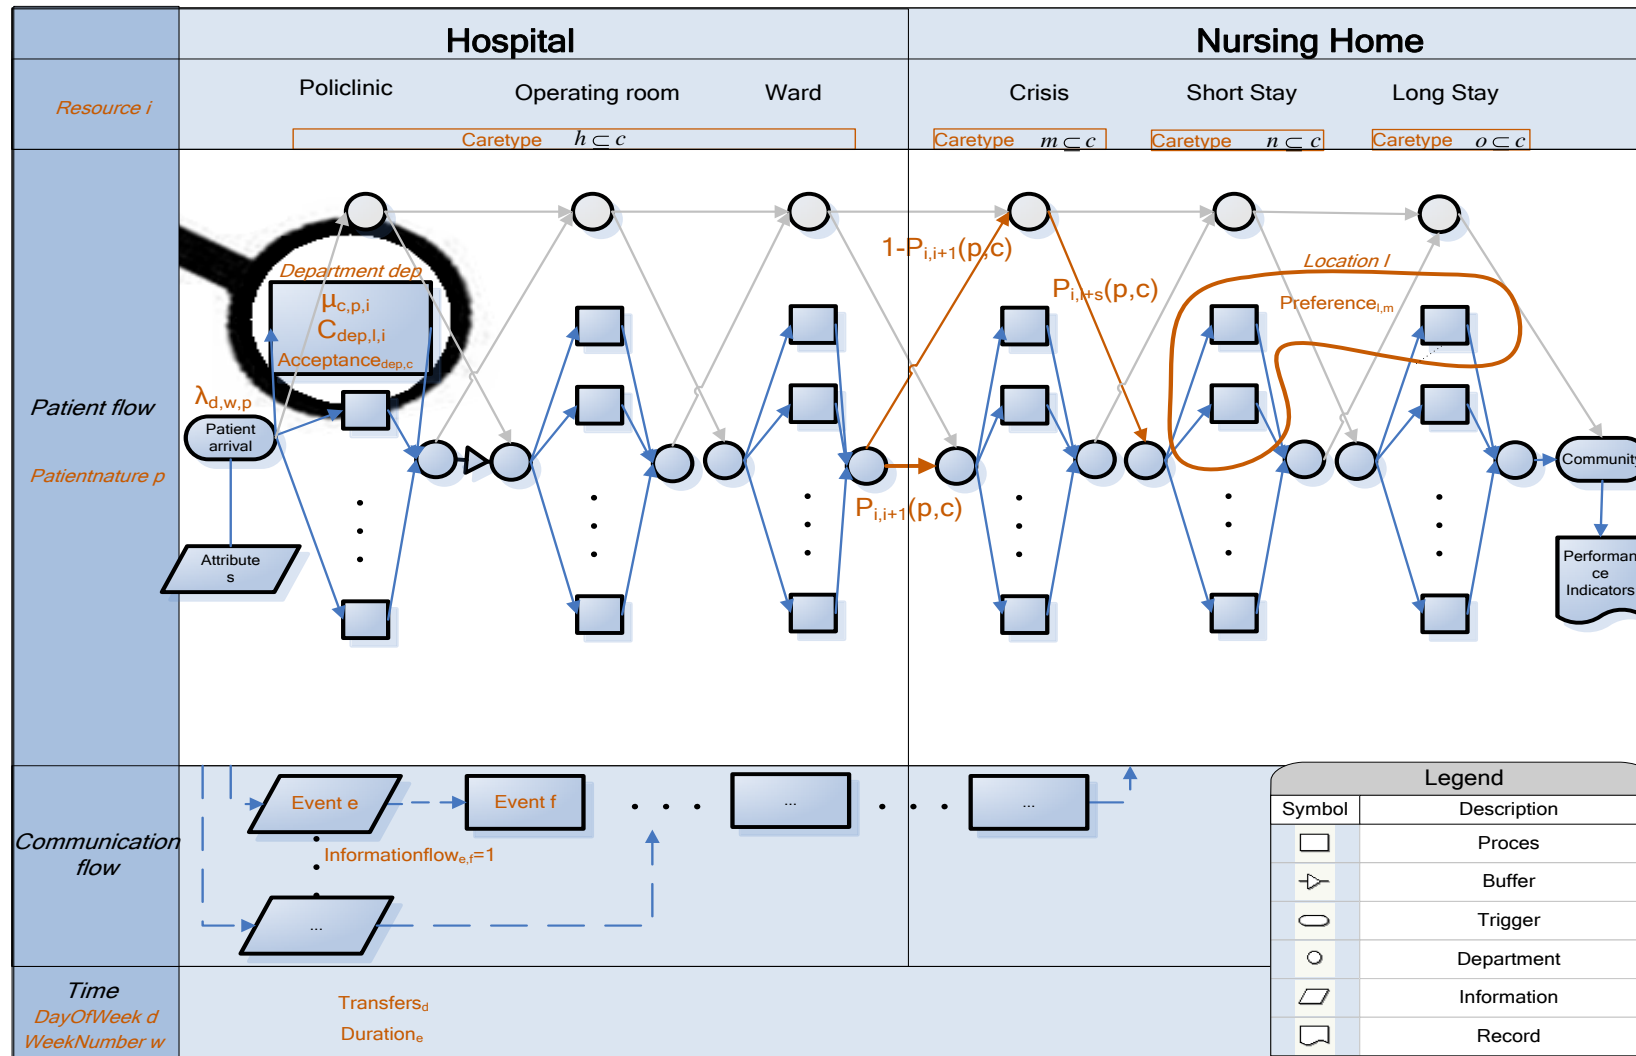 Hospital
Nursing Home
Resource i
Policlinic
Operating room
Ward
Crisis
Short Stay
Long Stay
Caretype h ⊆ c
Caretype m ⊆ c
Caretype n ⊆ c
Caretype o ⊆ c
Patient flow
Patientnature p
Department dep
μc,p,i
Cdep,l,i
Acceptancedep,c
λd,w,p
Patient
arrival
Attribute
s
1-Pi,i+1(p,c)
Pi,i+s(p,c)
Pi,i+1(p,c)
Location l
Preferencel,m
Community
Performan
ce
Indicators
Communication
flow
Event e
Event f
...
...
Informationflowe,f=1
...
Time
DayOfWeek d
WeekNumber w
Transfersd
Duratione
Legend
Symbol Description
Proces
Buffer
Trigger
Department
Information
Record